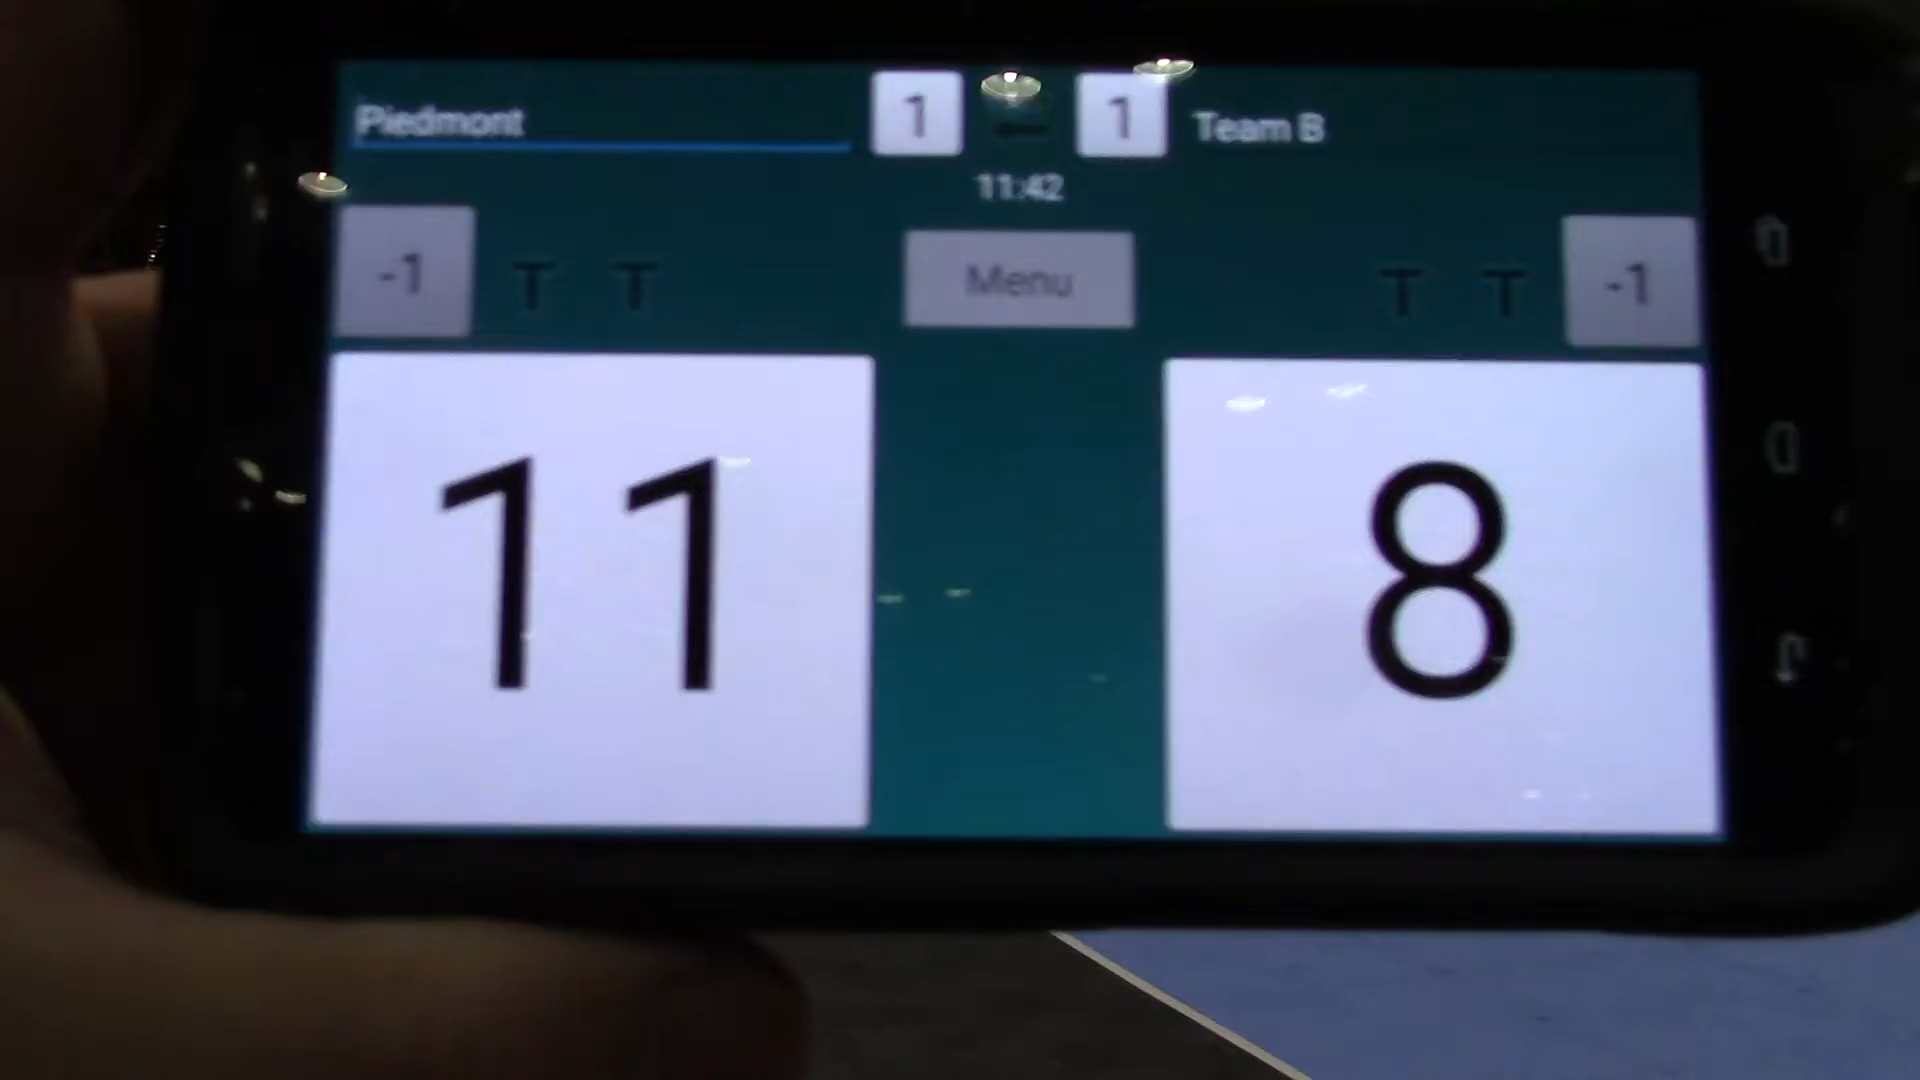 Piedmont 1 1 Team B
11:42
-1 T T Menu T T -1
11 8